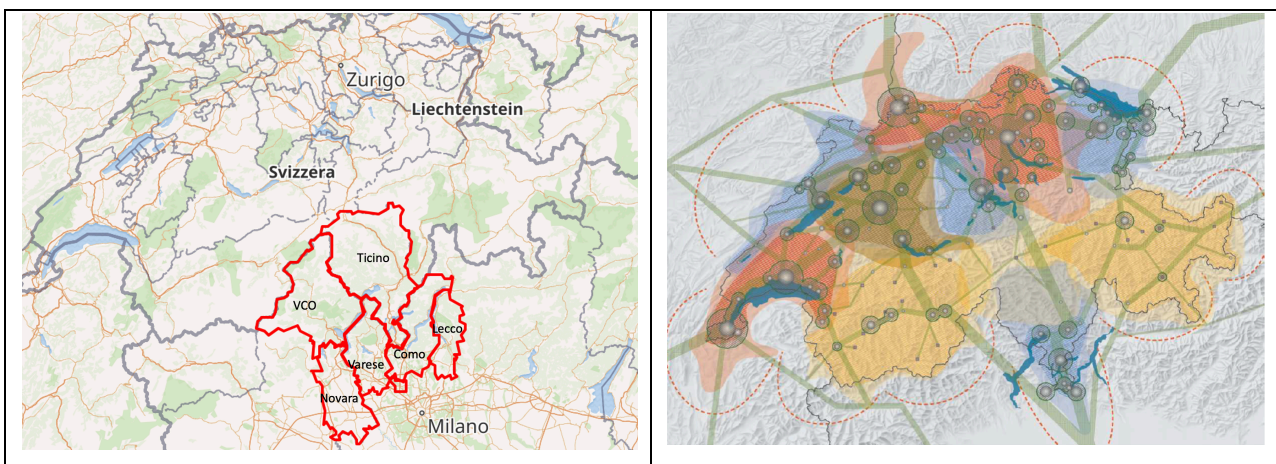 Zurigo
Liechtenstein
Svizzera
Ticino
VCO
Lecco
Como
Varese
Novara
Milano